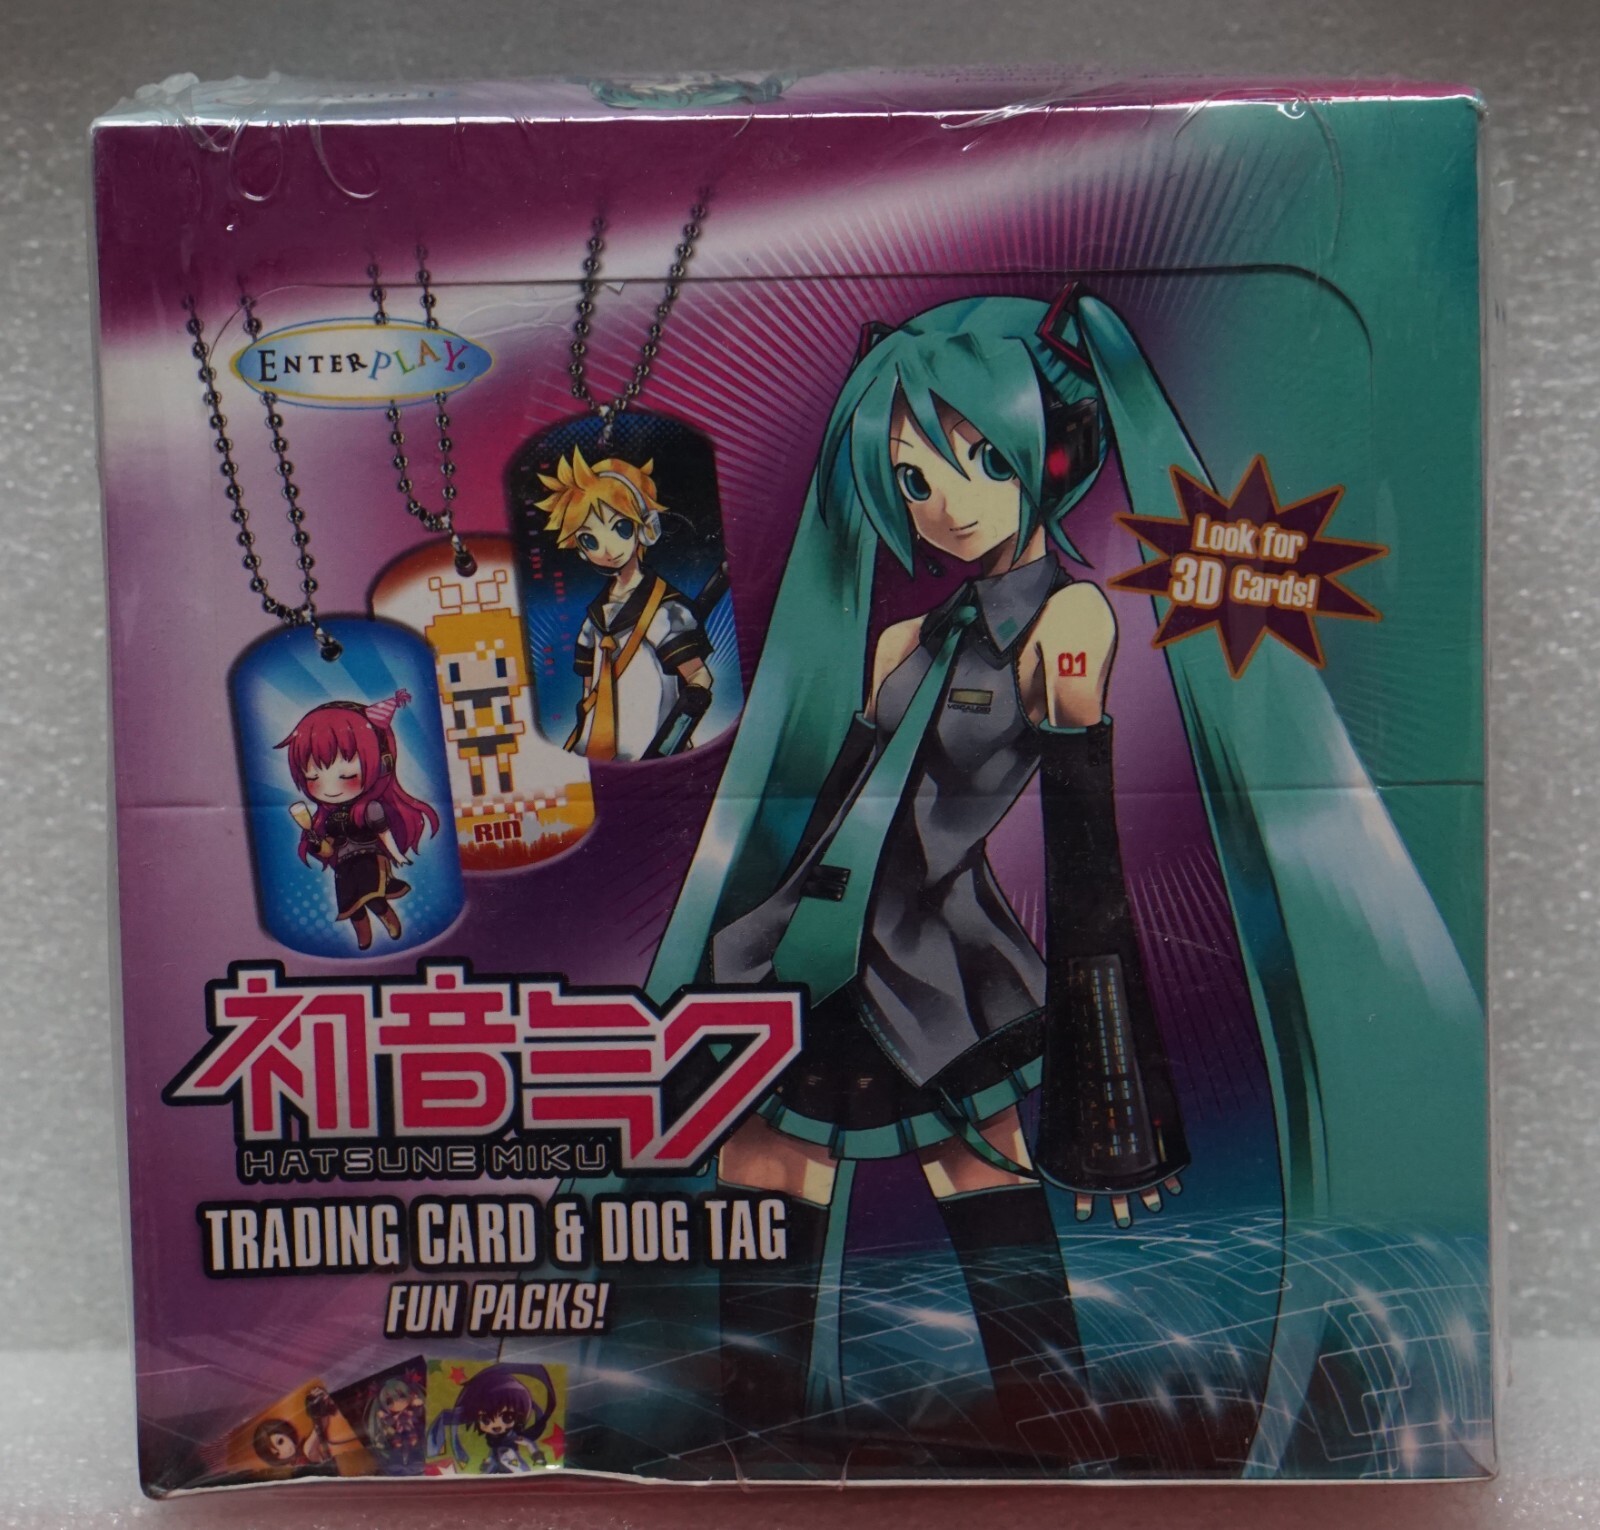 ENTERPLAY®
Look for
3D Cards!
01
VOCALOID
RIN
初音ミク
HATSUNE MIKU
TRADING CARD & DOG TAG
FUN PACKS!